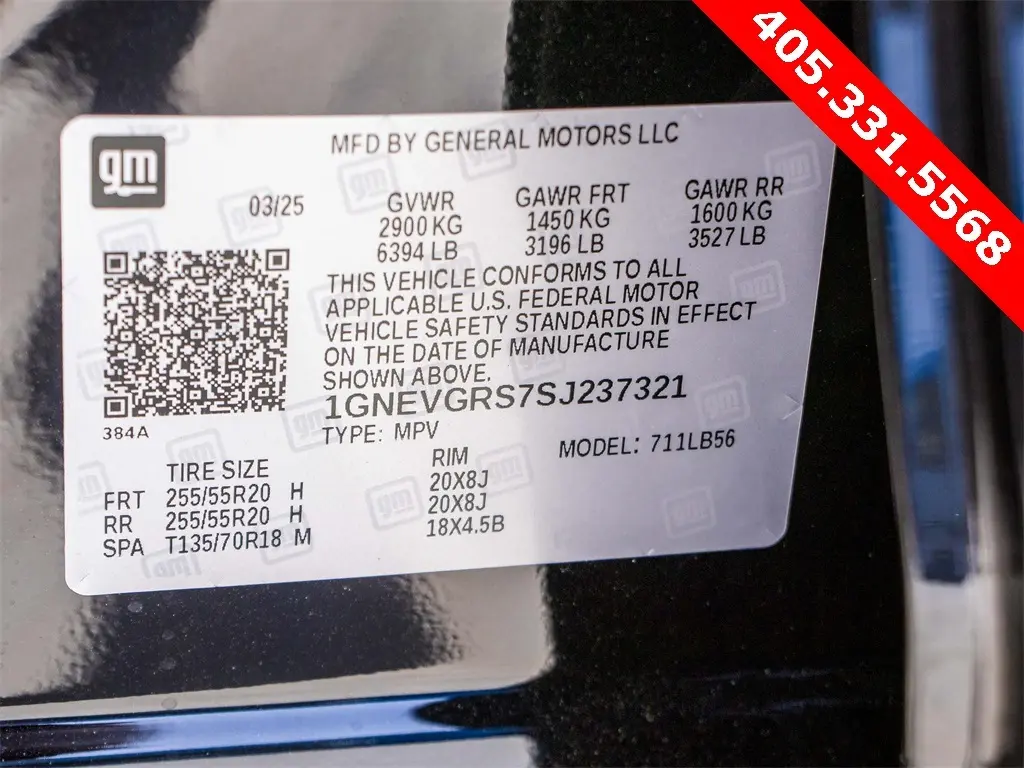 405.331.5568
gm
MFD BY GENERAL MOTORS LLC
03/25
GVWR GAWR FRT GAWR RR
2900 KG 1450 KG 1600 KG
6394 LB 3196 LB 3527 LB
THIS VEHICLE CONFORMS TO ALL
APPLICABLE U.S. FEDERAL MOTOR
VEHICLE SAFETY STANDARDS IN EFFECT
ON THE DATE OF MANUFACTURE
SHOWN ABOVE.
1GNEVGRS7SJ237321
384A
TYPE: MPV MODEL: 711LB56
TIRE SIZE RIM
FRT 255/55R20 H 20X8J
RR 255/55R20 H 20X8J
SPA T135/70R18 M 18X4.5B